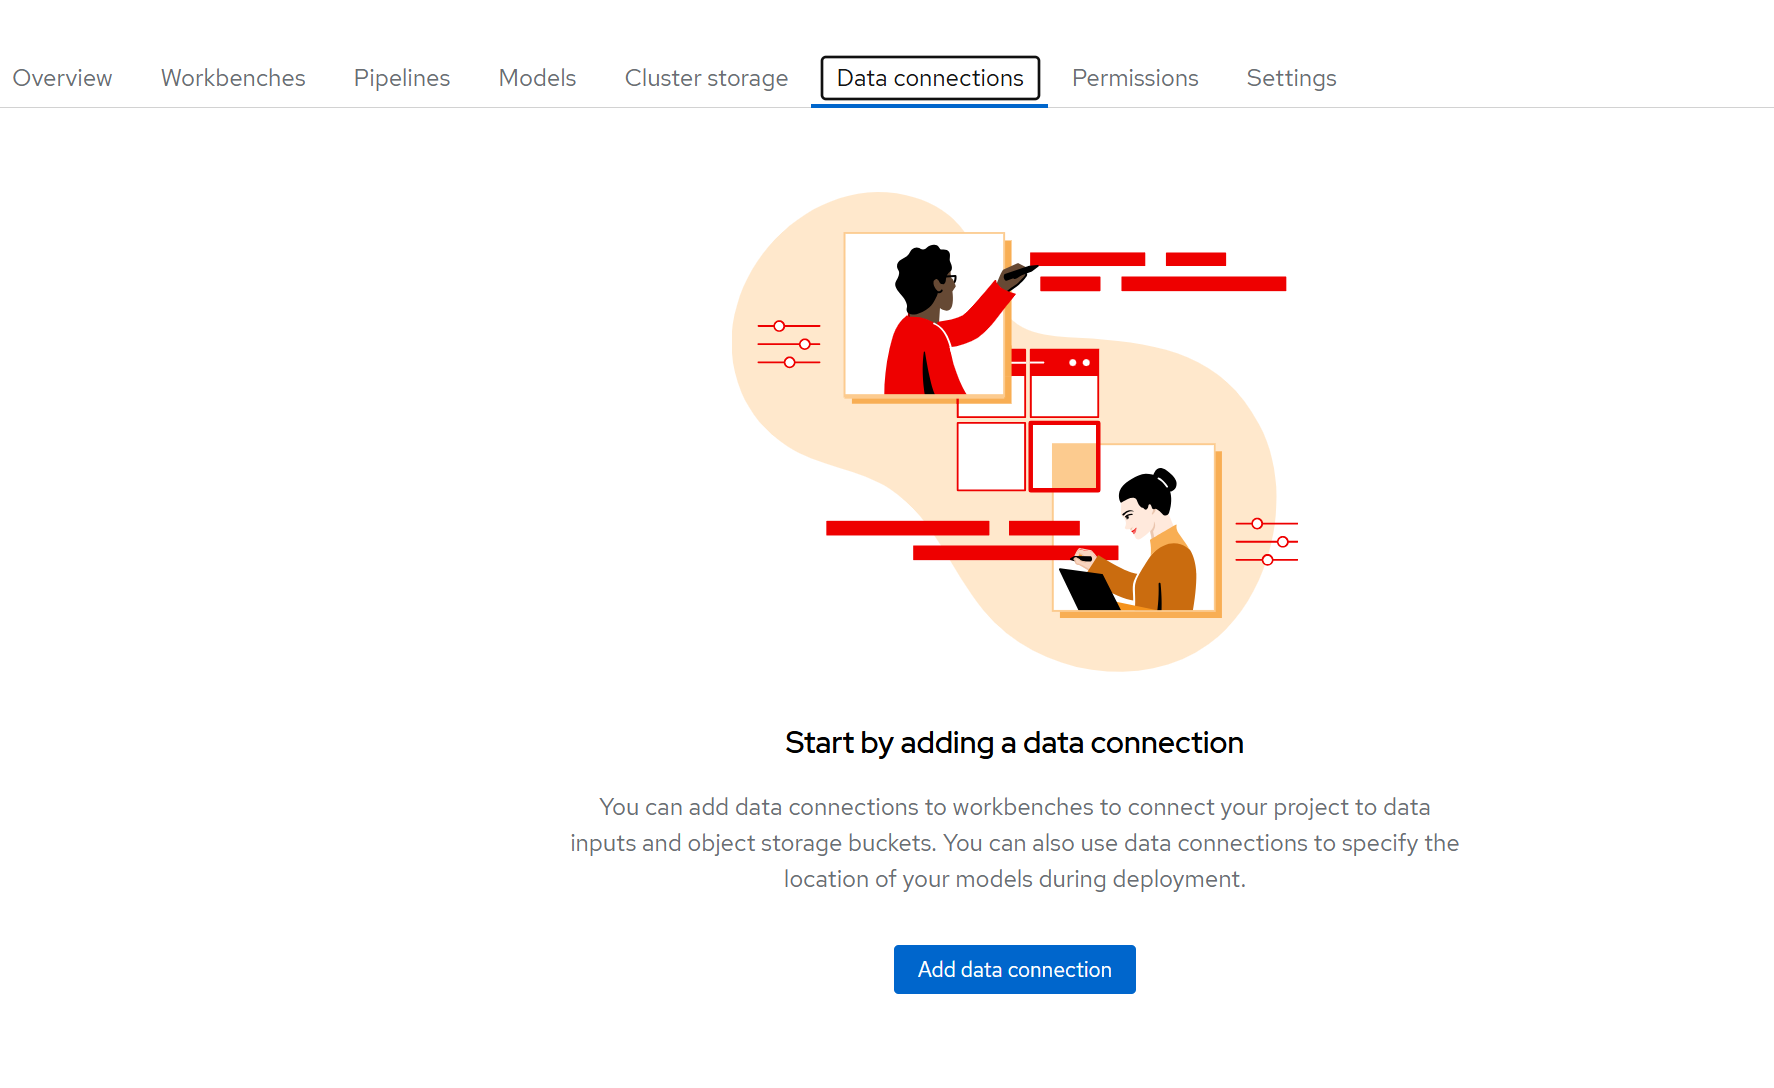 Overview Workbenches Pipelines Models Cluster storage Data connections Permissions Settings
Start by adding a data connection
You can add data connections to workbenches to connect your project to data
inputs and object storage buckets. You can also use data connections to specify the
location of your models during deployment.
Add data connection